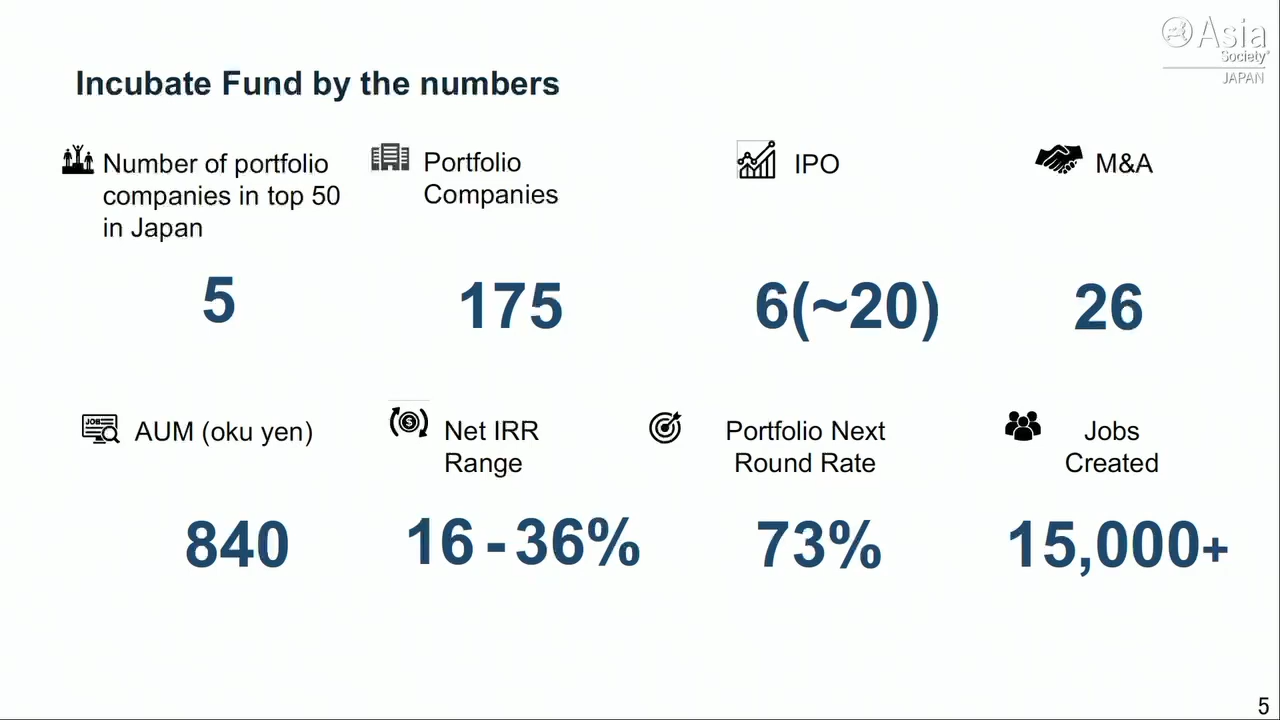 Asia
Society
JAPAN
Incubate Fund by the numbers
Number of portfolio
companies in top 50
in Japan
5
Portfolio
Companies
175
IPO
6(~20)
M&A
26
AUM (oku yen)
840
Net IRR
Range
16 - 36%
Portfolio Next
Round Rate
73%
Jobs
Created
15,000+
5